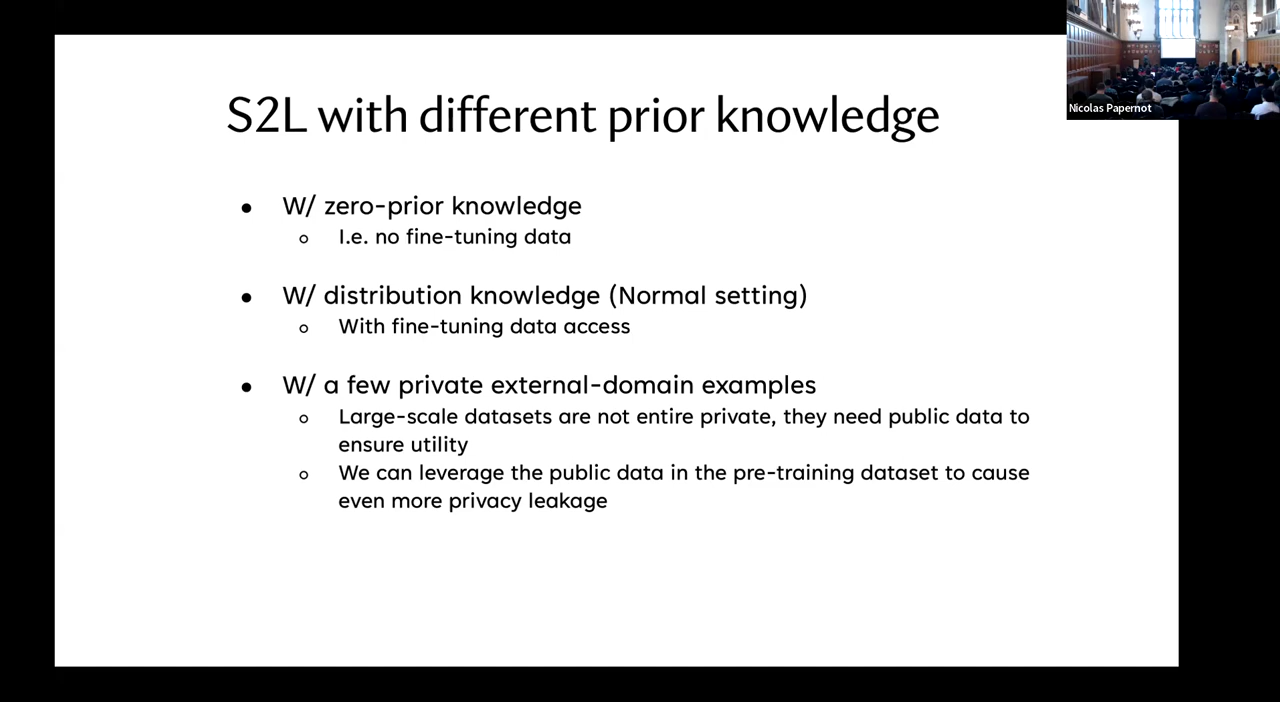 S2L with different prior knowledge
Nicolas Papernot
● W/ zero-prior knowledge
○ I.e. no fine-tuning data
● W/ distribution knowledge (Normal setting)
○ With fine-tuning data access
● W/ a few private external-domain examples
○ Large-scale datasets are not entire private, they need public data to
ensure utility
○ We can leverage the public data in the pre-training dataset to cause
even more privacy leakage